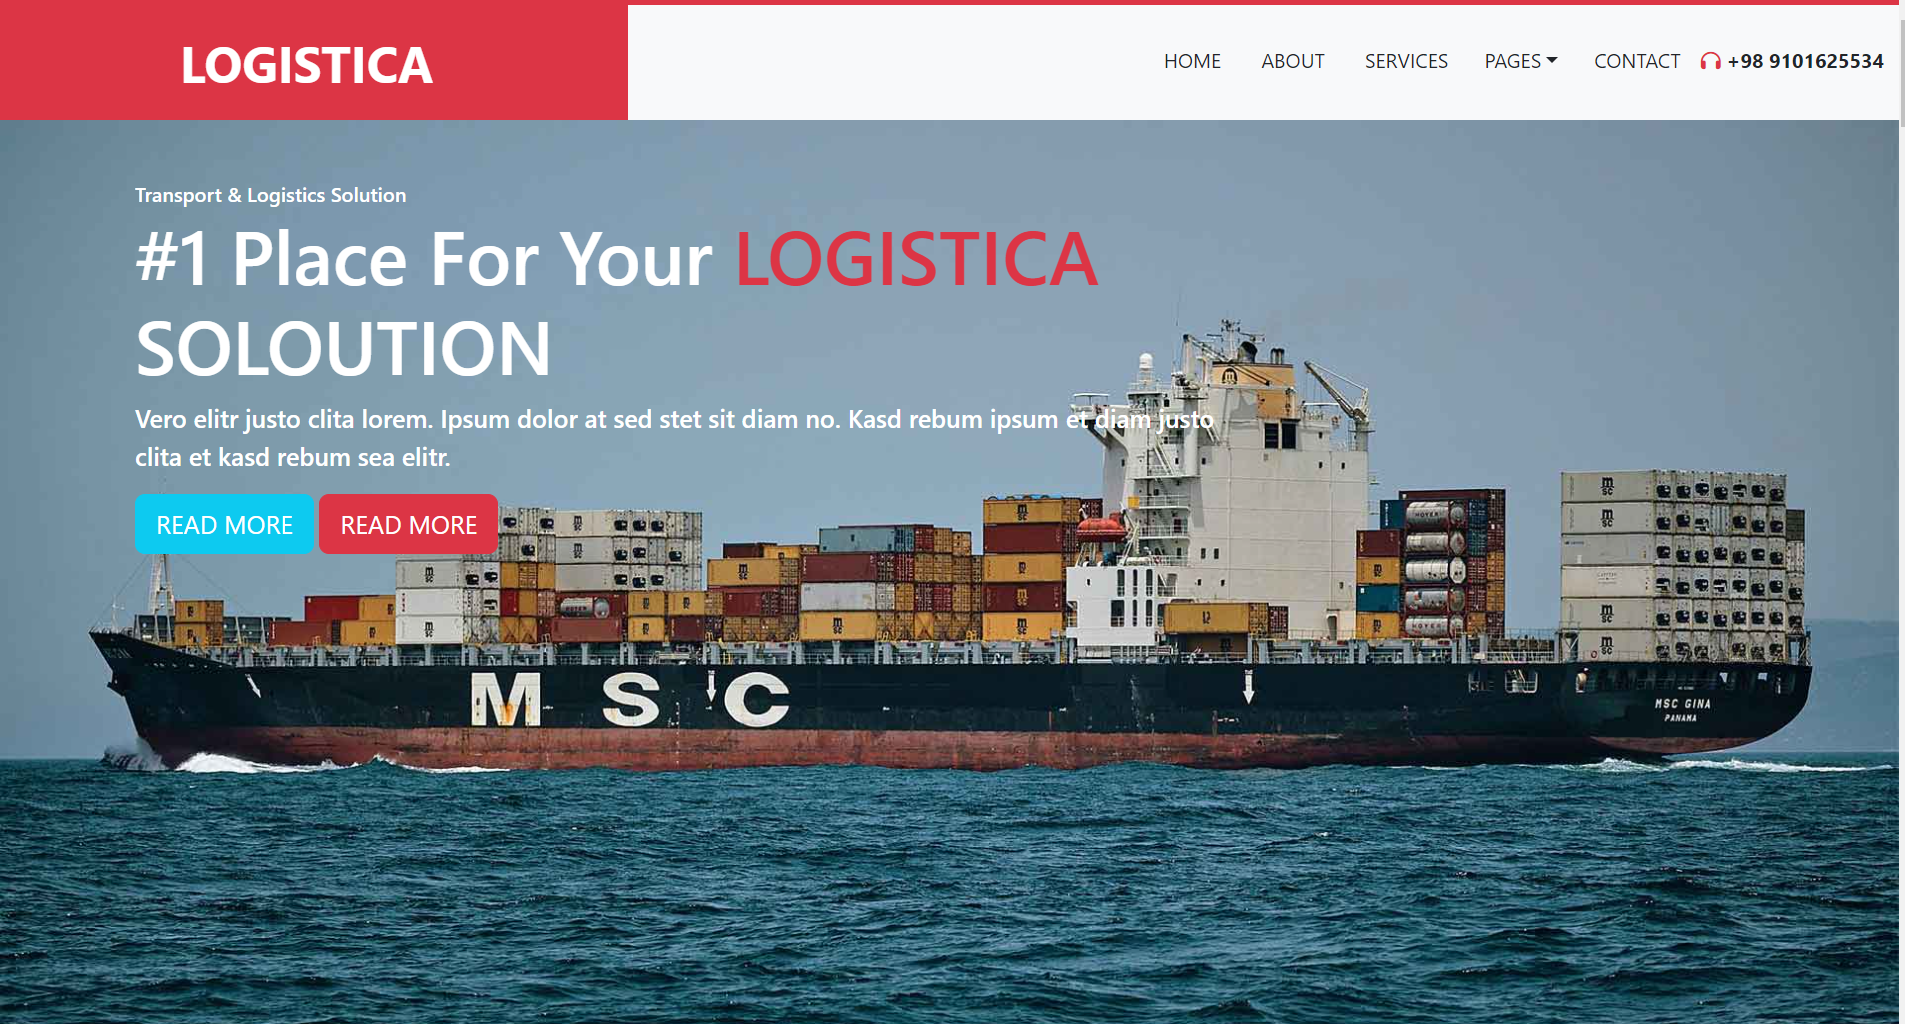 LOGISTICA
HOME ABOUT SERVICES PAGES CONTACT +98 9101625534
Transport & Logistics Solution
#1 Place For Your LOGISTICA
SOLOUTION
Vero elitr justo clita lorem. Ipsum dolor at sed stet sit diam no. Kasd rebum ipsum et diam justo
clita et kasd rebum sea elitr.
READ MORE READ MORE
M S C
MSC GINA
PANAMA